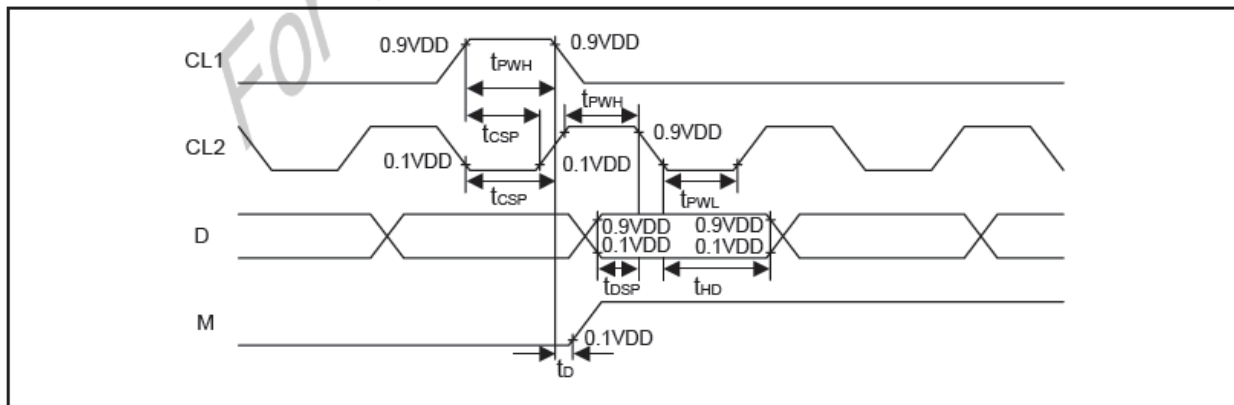 For
CL1
0.9VDD
0.9VDD
tPWH
tPWH
tCSP
CL2
0.9VDD
0.1VDD
0.1VDD
tCSP
tPWL
D
0.9VDD
0.9VDD
0.1VDD
0.1VDD
tDSP
tHD
M
0.1VDD
tD